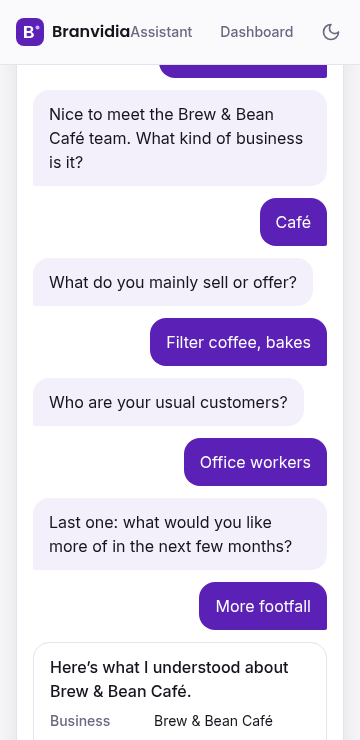 B Branvidia Assistant Dashboard
Nice to meet the Brew & Bean
Café team. What kind of business
is it?
Café
What do you mainly sell or offer?
Filter coffee, bakes
Who are your usual customers?
Office workers
Last one: what would you like
more of in the next few months?
More footfall
Here's what I understood about
Brew & Bean Café.
Business Brew & Bean Café